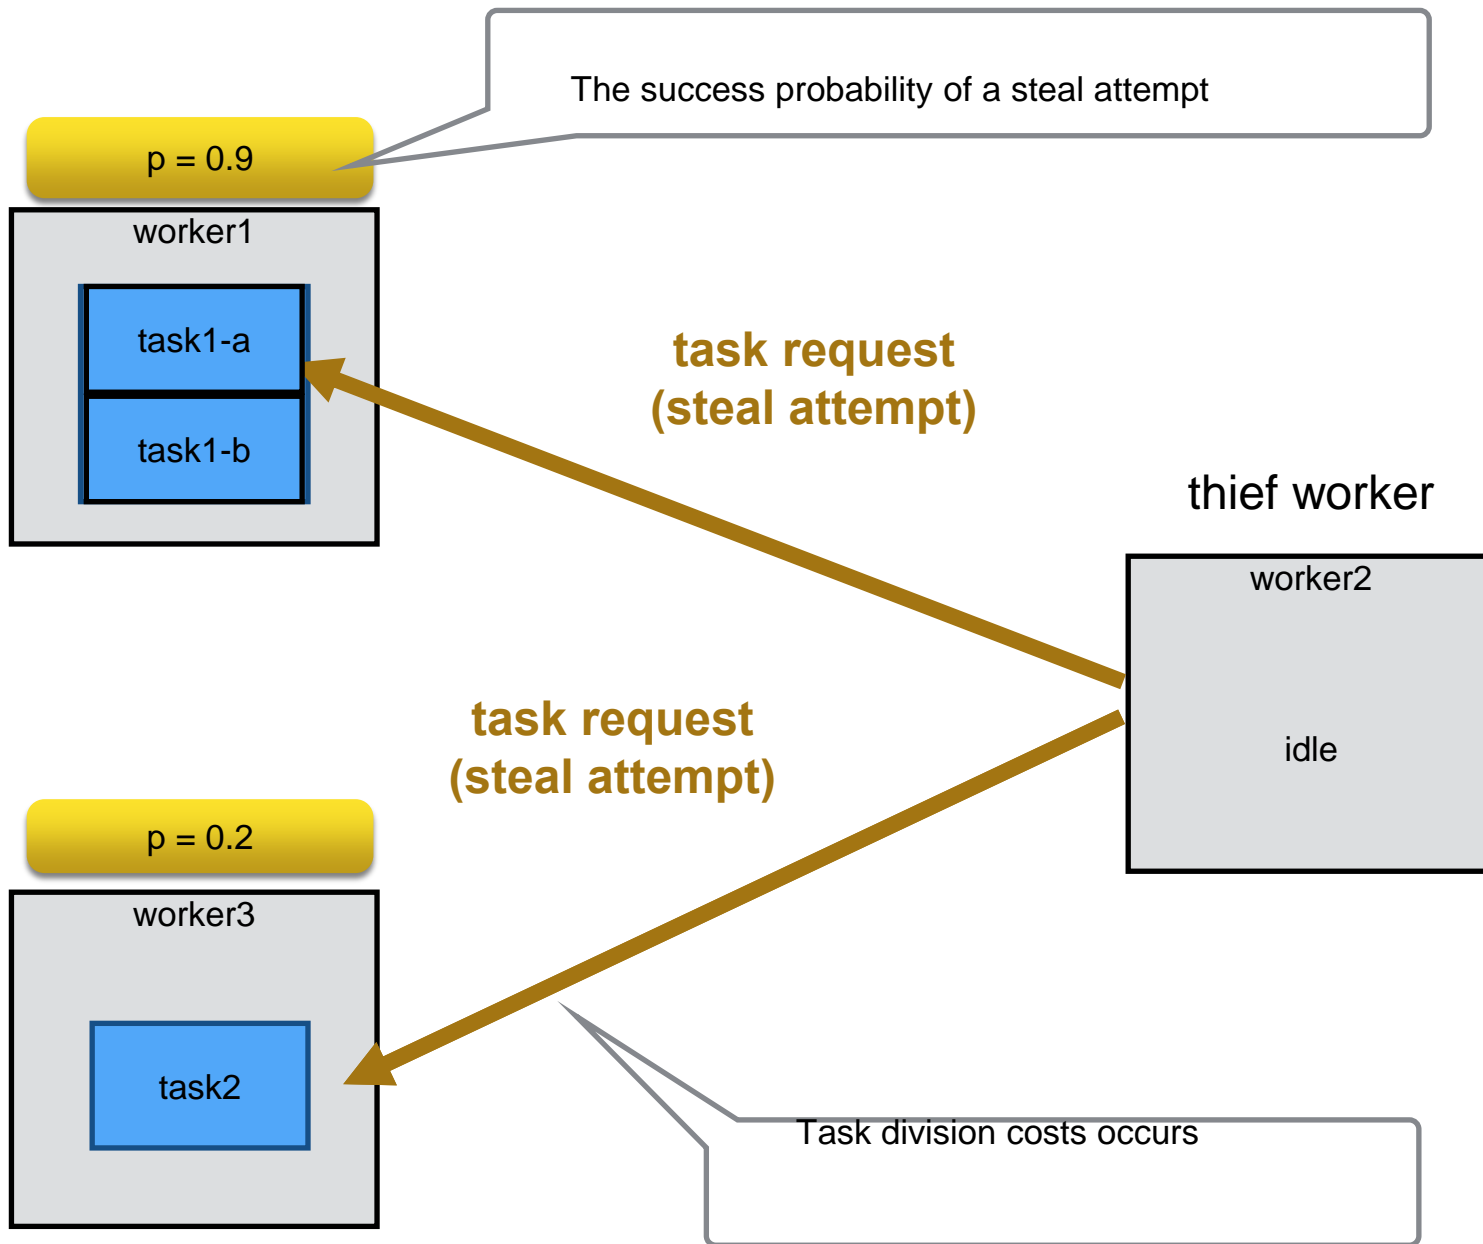 The success probability of a steal attempt
p = 0.9
worker1
task1-a
task1-b
task request
(steal attempt)
thief worker
worker2
idle
task request
(steal attempt)
p = 0.2
worker3
task2
Task division costs occurs